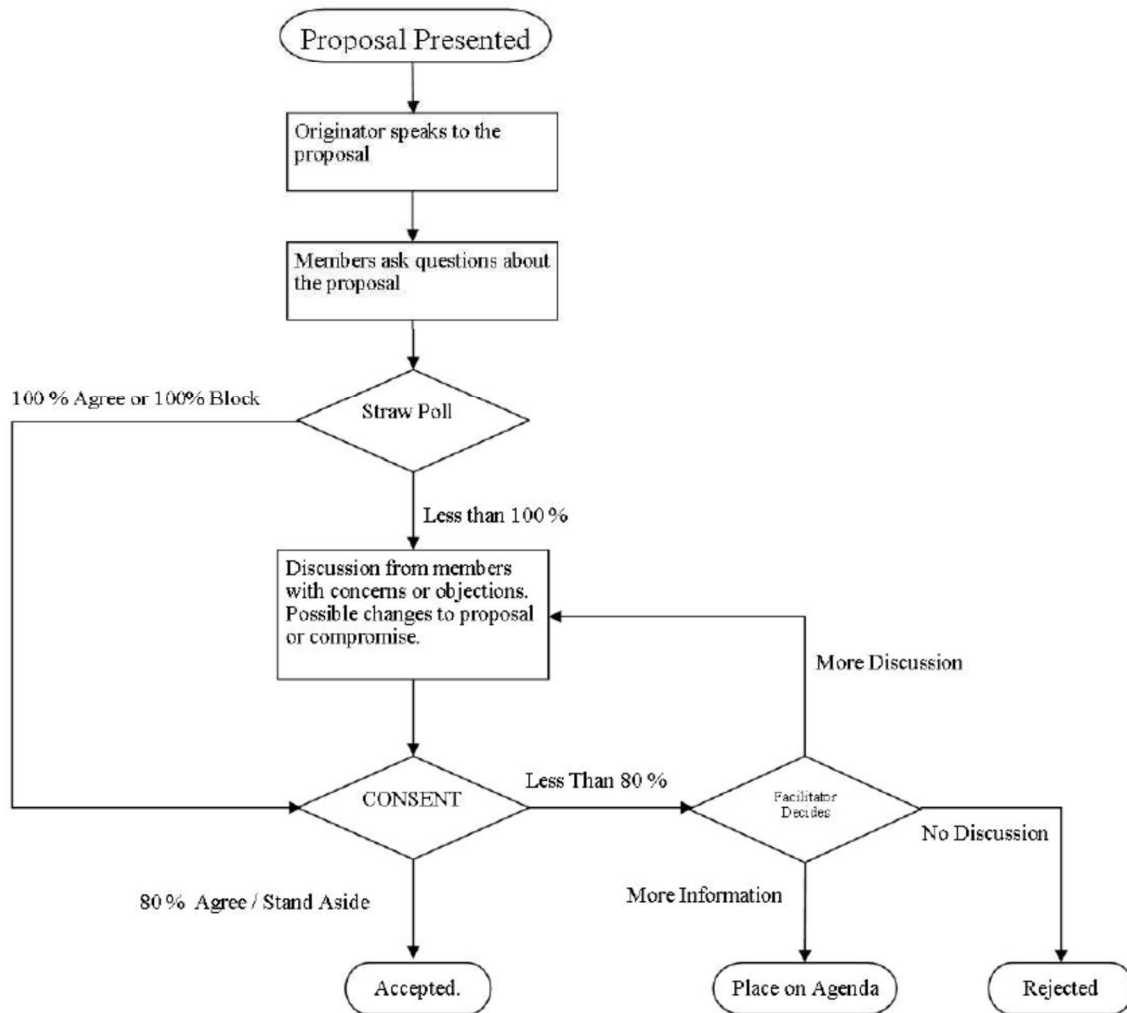 Proposal Presented
Originator speaks to the
proposal
Members ask questions about
the proposal
100 % Agree or 100% Block
Straw Poll
Less than 100 %
Discussion from members
with concerns or objections.
Possible changes to proposal
or compromise.
More Discussion
CONSENT
Less Than 80 %
Facilitator
Decides
No Discussion
80 % Agree / Stand Aside
More Information
Accepted.
Place on Agenda
Rejected